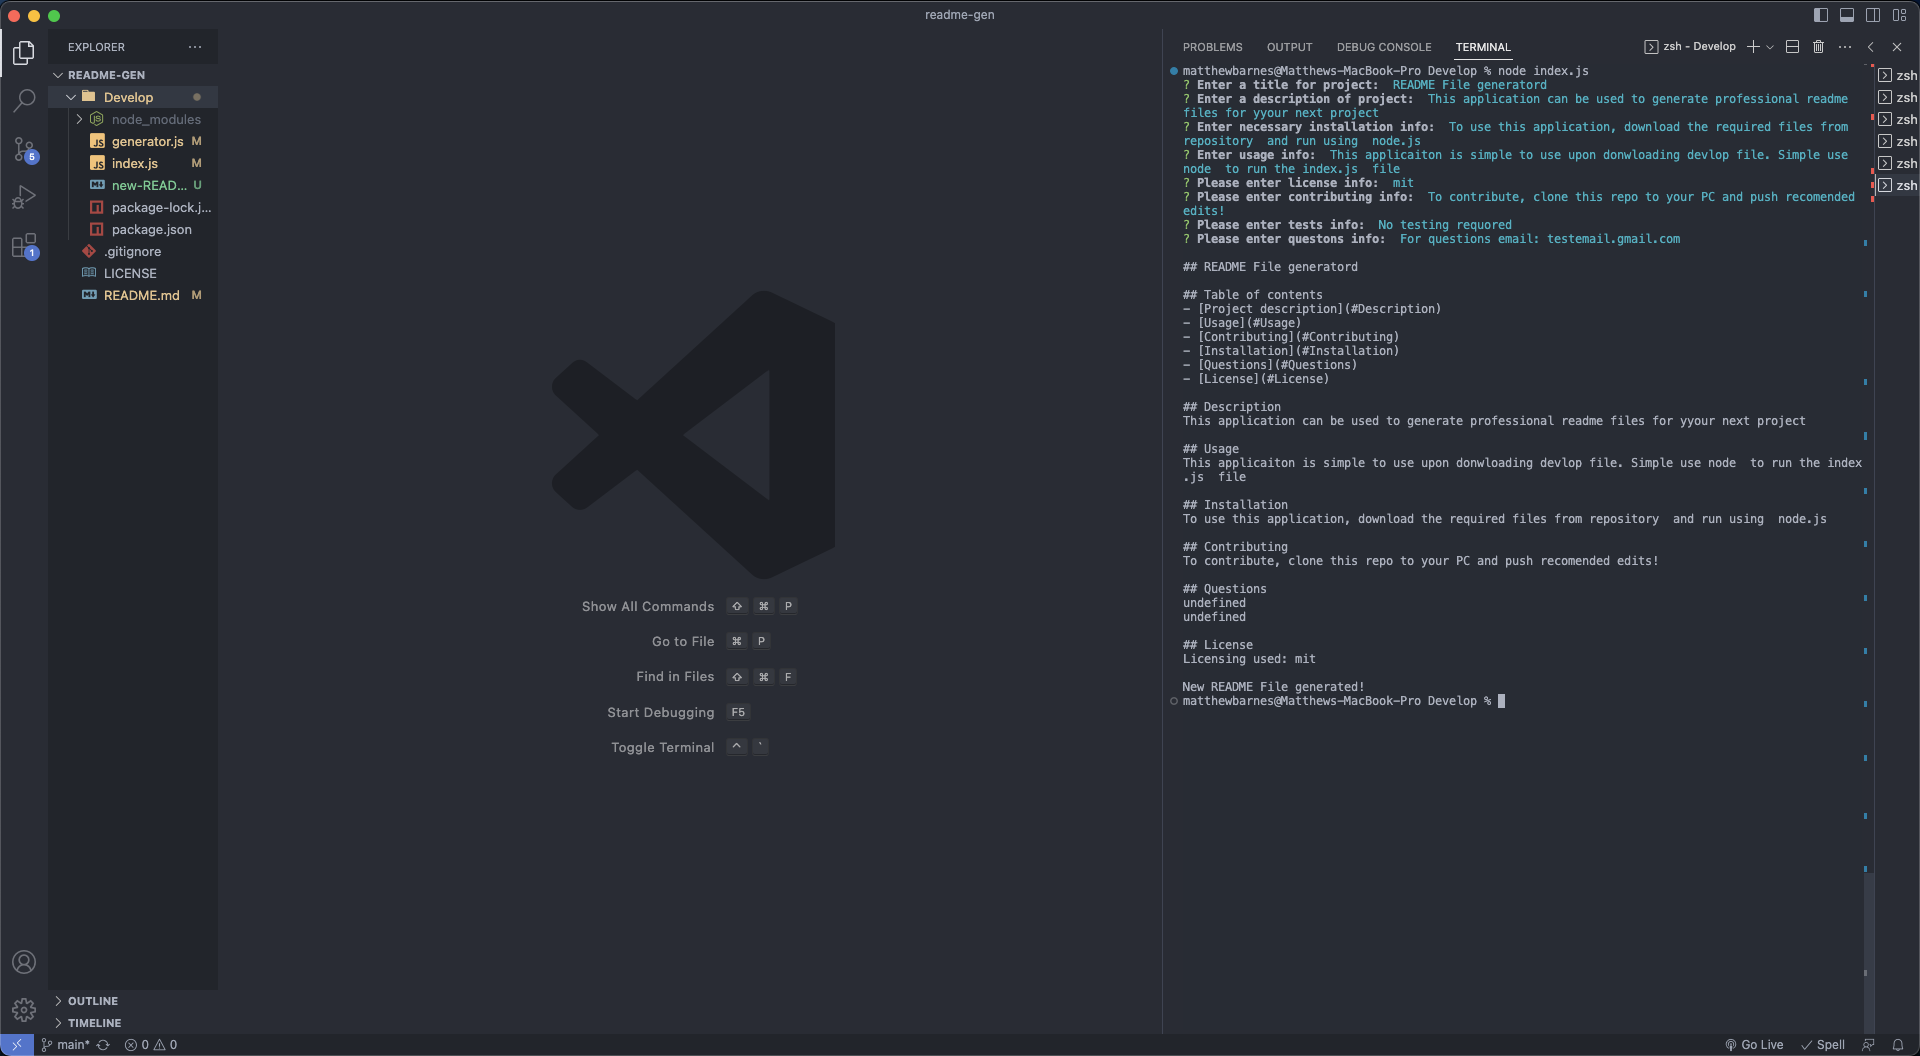 readme-gen
EXPLORER
README-GEN
Develop
node_modules
generator.js M
index.js M
new-READ... U
package-lock.j...
package.json
.gitignore
LICENSE
README.md M
5
1
OUTLINE
TIMELINE
Show All Commands ⇧ ⌘ P
Go to File ⌘ P
Find in Files ⇧ ⌘ F
Start Debugging F5
Toggle Terminal ^ `
PROBLEMS OUTPUT DEBUG CONSOLE TERMINAL
zsh - Develop
matthewbarnes@Matthews-MacBook-Pro Develop % node index.js
? Enter a title for project:  README File generatord
? Enter a description of project:  This application can be used to generate professional readme
files for yyour next project
? Enter necessary installation info:  To use this application, download the required files from
repository  and run using  node.js
? Enter usage info:  This applicaiton is simple to use upon donwloading devlop file. Simple use
node  to run the index.js  file
? Please enter license info:  mit
? Please enter contributing info:  To contribute, clone this repo to your PC and push recomended
edits!
? Please enter tests info:  No testing requored
? Please enter questons info:  For questions email: testemail.gmail.com
## README File generatord
## Table of contents
- [Project description](#Description)
- [Usage](#Usage)
- [Contributing](#Contributing)
- [Installation](#Installation)
- [Questions](#Questions)
- [License](#License)
## Description
This application can be used to generate professional readme files for yyour next project
## Usage
This applicaiton is simple to use upon donwloading devlop file. Simple use node  to run the index
.js  file
## Installation
To use this application, download the required files from repository  and run using  node.js
## Contributing
To contribute, clone this repo to your PC and push recomended edits!
## Questions
undefined
undefined
## License
Licensing used: mit
New README File generated!
matthewbarnes@Matthews-MacBook-Pro Develop %
zsh
zsh
zsh
zsh
zsh
zsh
main* 0 0
Go Live Spell